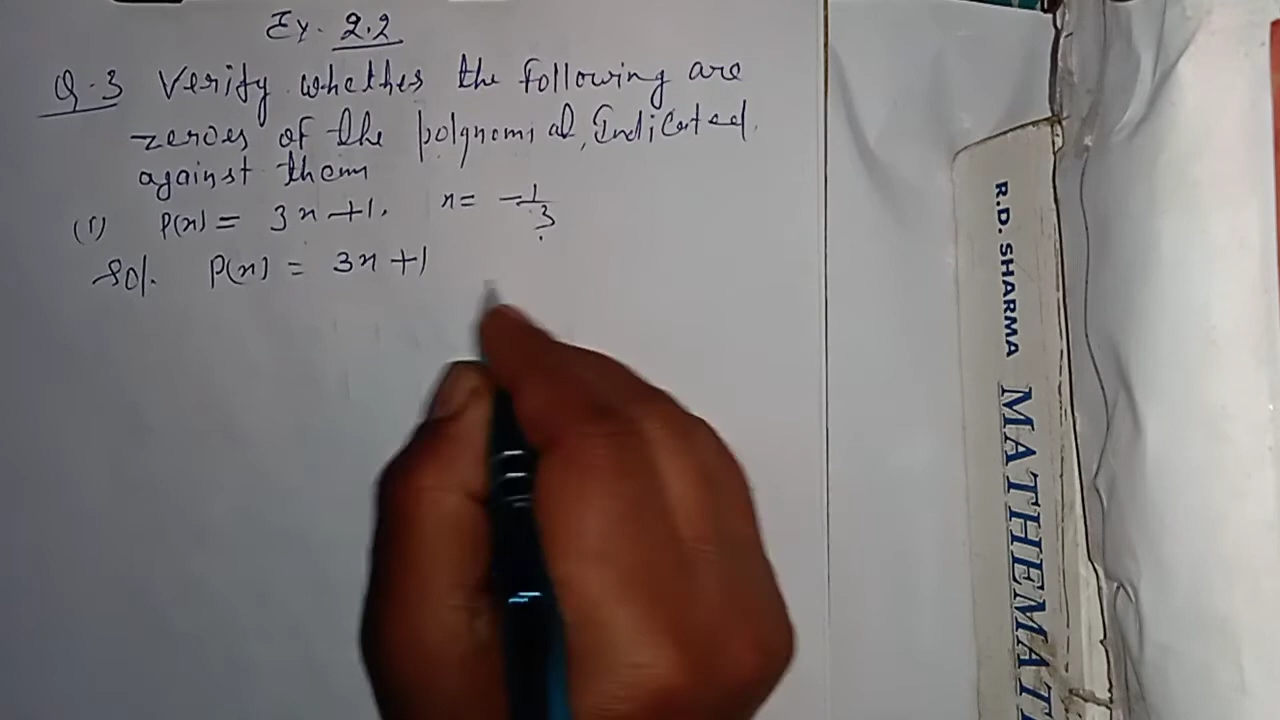 Ex. 2.2
Q.3 Verify whether the following are
zeroes of the polynomial, Indicated
against them
(i) P(x) = 3x+1, x = -1/3
Sol. P(x) = 3x+1
R.D. SHARMA MATHEMAT